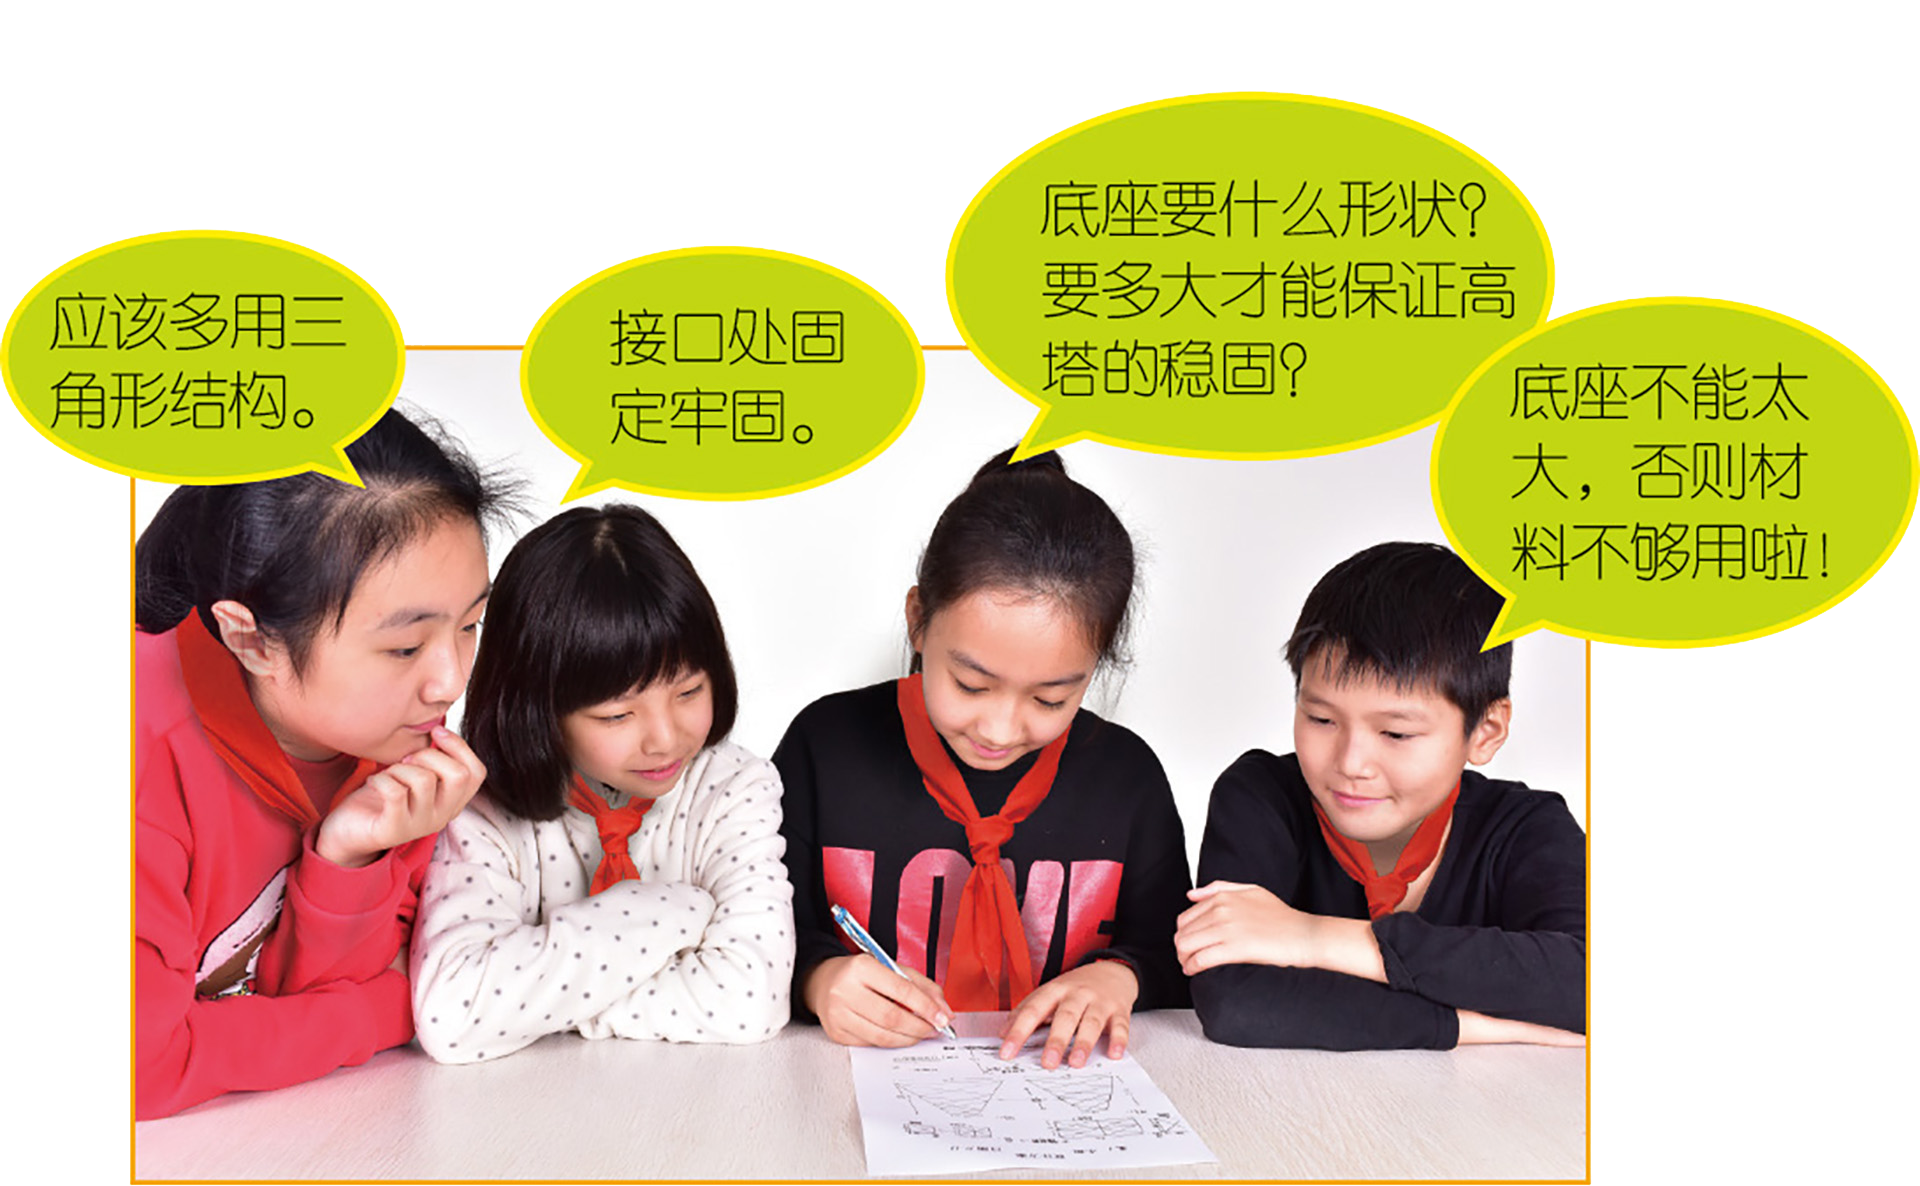 应该多用三
角形结构。
接口处固
定牢固。
底座要什么形状？
要多大才能保证高
塔的稳固？
底座不能太
大，否则材
料不够用啦！
LOVE